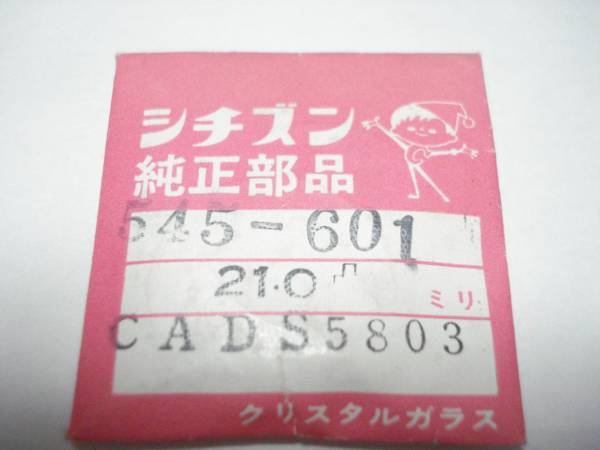 シチズン
純正部品
545-601
21.0 ミリ
CADS5803
クリスタルガラス